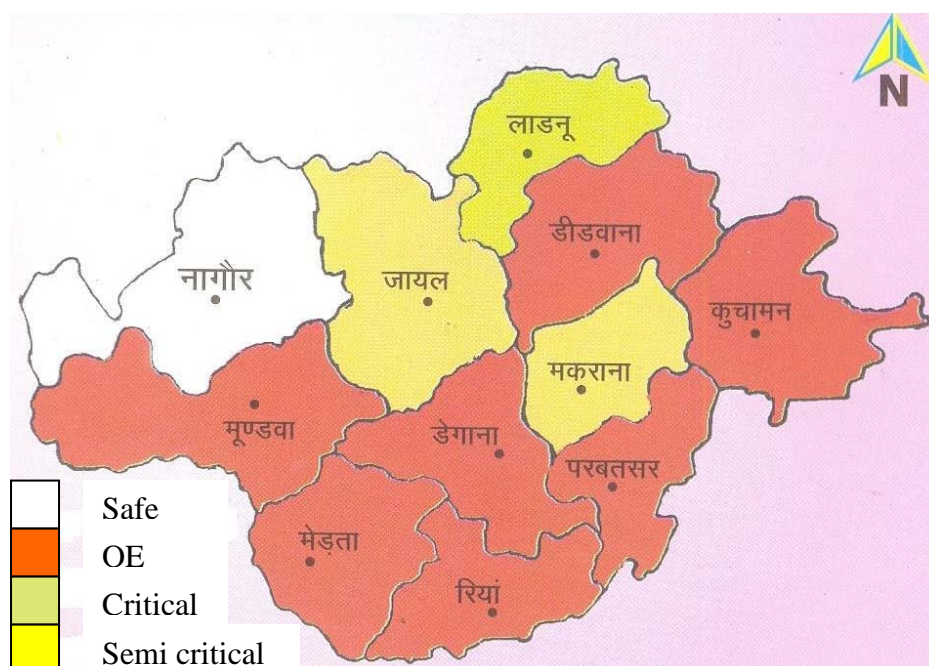 N
लाडनू
डीडवाना
नागौर
जायल
कुचामन
मकराना
मूण्डवा
डेगाना
परबतसर
मेड़ता
रियां
Safe
OE
Critical
Semi critical